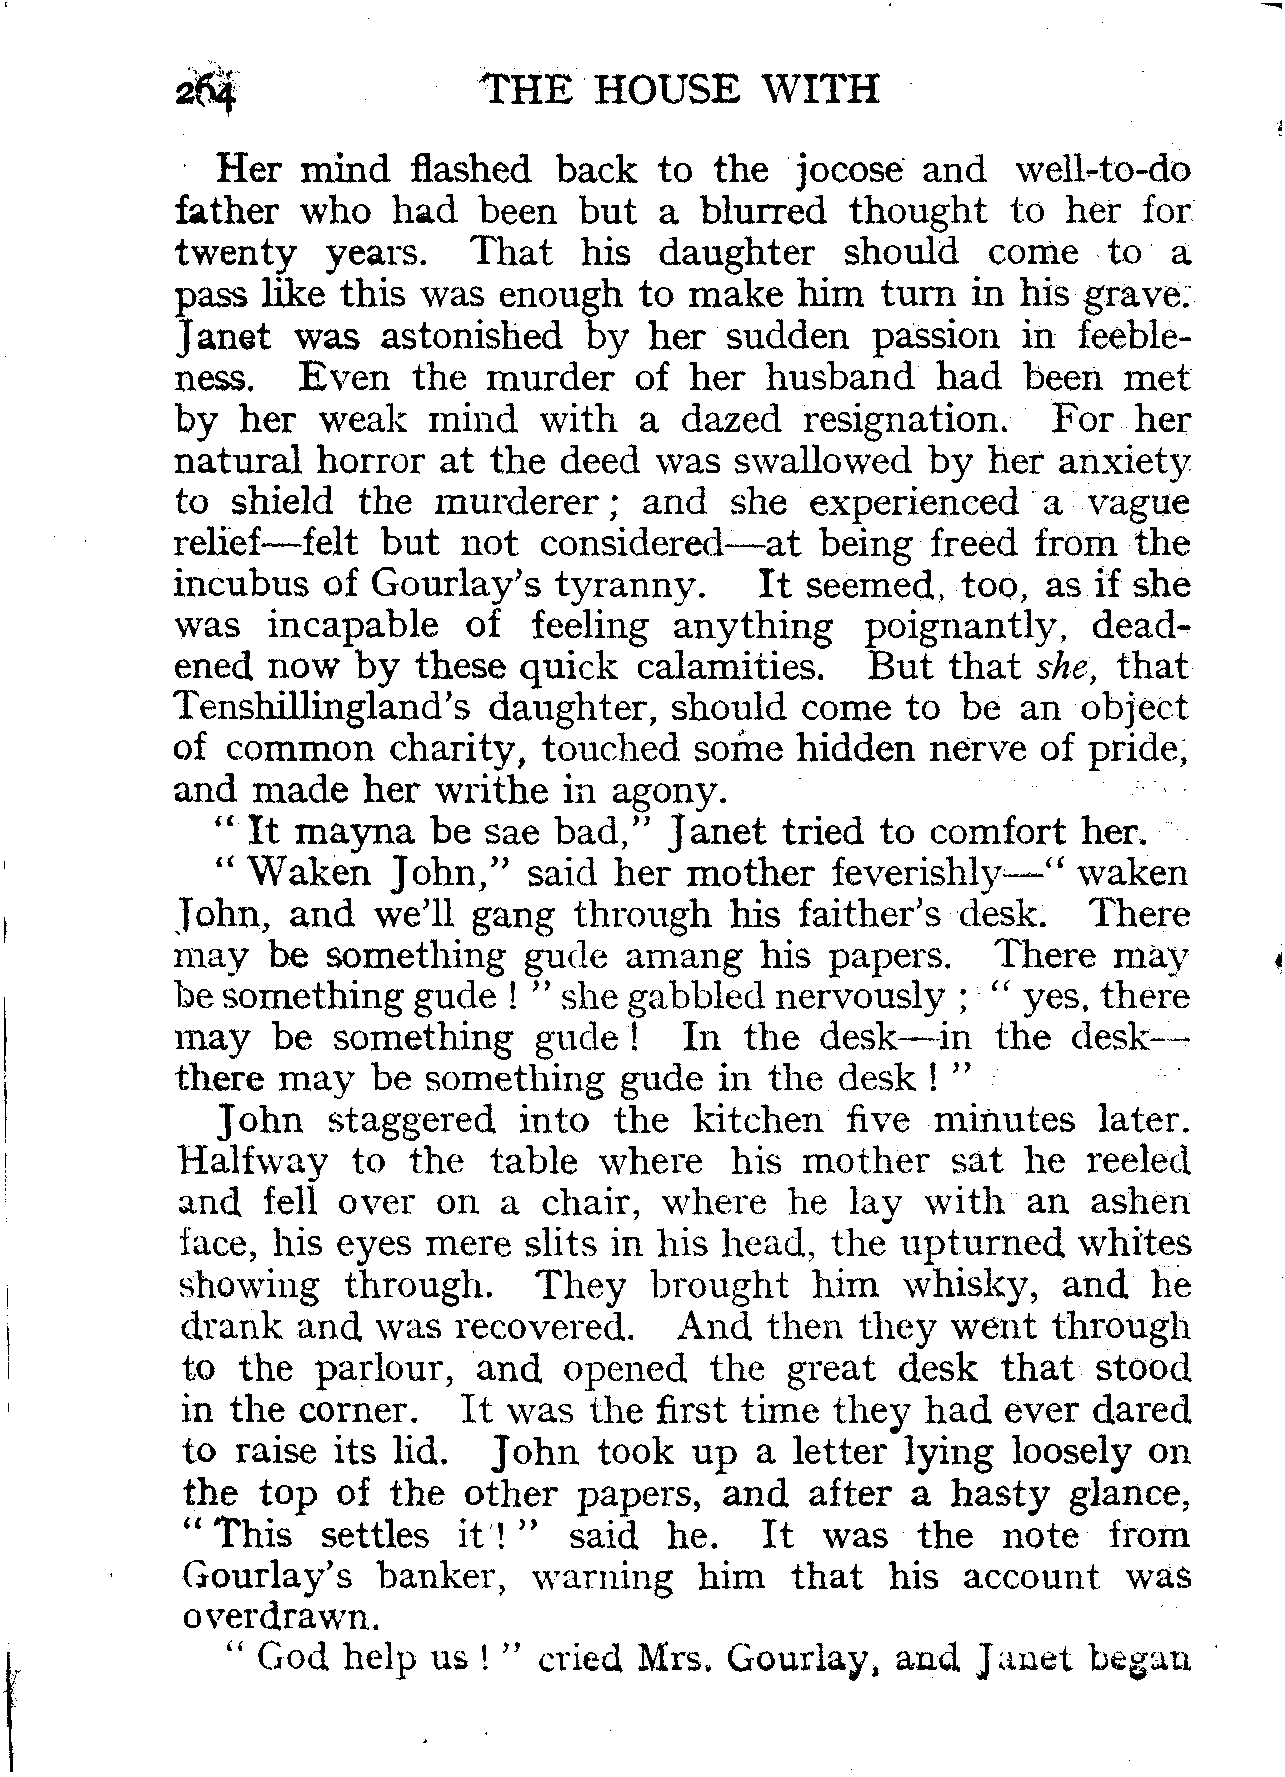 264 THE HOUSE WITH
Her mind flashed back to the jocose and well-to-do
father who had been but a blurred thought to her for
twenty years. That his daughter should come to a
pass like this was enough to make him turn in his grave.
Janet was astonished by her sudden passion in feeble-
ness. Even the murder of her husband had been met
by her weak mind with a dazed resignation. For her
natural horror at the deed was swallowed by her anxiety
to shield the murderer ; and she experienced a vague
relief—felt but not considered—at being freed from the
incubus of Gourlay's tyranny. It seemed, too, as if she
was incapable of feeling anything poignantly, dead-
ened now by these quick calamities. But that she, that
Tenshillingland's daughter, should come to be an object
of common charity, touched some hidden nerve of pride,
and made her writhe in agony.
“ It mayna be sae bad,” Janet tried to comfort her.
“ Waken John,” said her mother feverishly—“ waken
John, and we'll gang through his faither's desk. There
may be something gude amang his papers. There may
be something gude ! ” she gabbled nervously ; “ yes, there
may be something gude ! In the desk—in the desk—
there may be something gude in the desk ! ”
John staggered into the kitchen five minutes later.
Halfway to the table where his mother sat he reeled
and fell over on a chair, where he lay with an ashen
face, his eyes mere slits in his head, the upturned whites
showing through. They brought him whisky, and he
drank and was recovered. And then they went through
to the parlour, and opened the great desk that stood
in the corner. It was the first time they had ever dared
to raise its lid. John took up a letter lying loosely on
the top of the other papers, and after a hasty glance,
“ This settles it ! ” said he. It was the note from
Gourlay's banker, warning him that his account was
overdrawn.
“ God help us ! ” cried Mrs. Gourlay, and Janet began